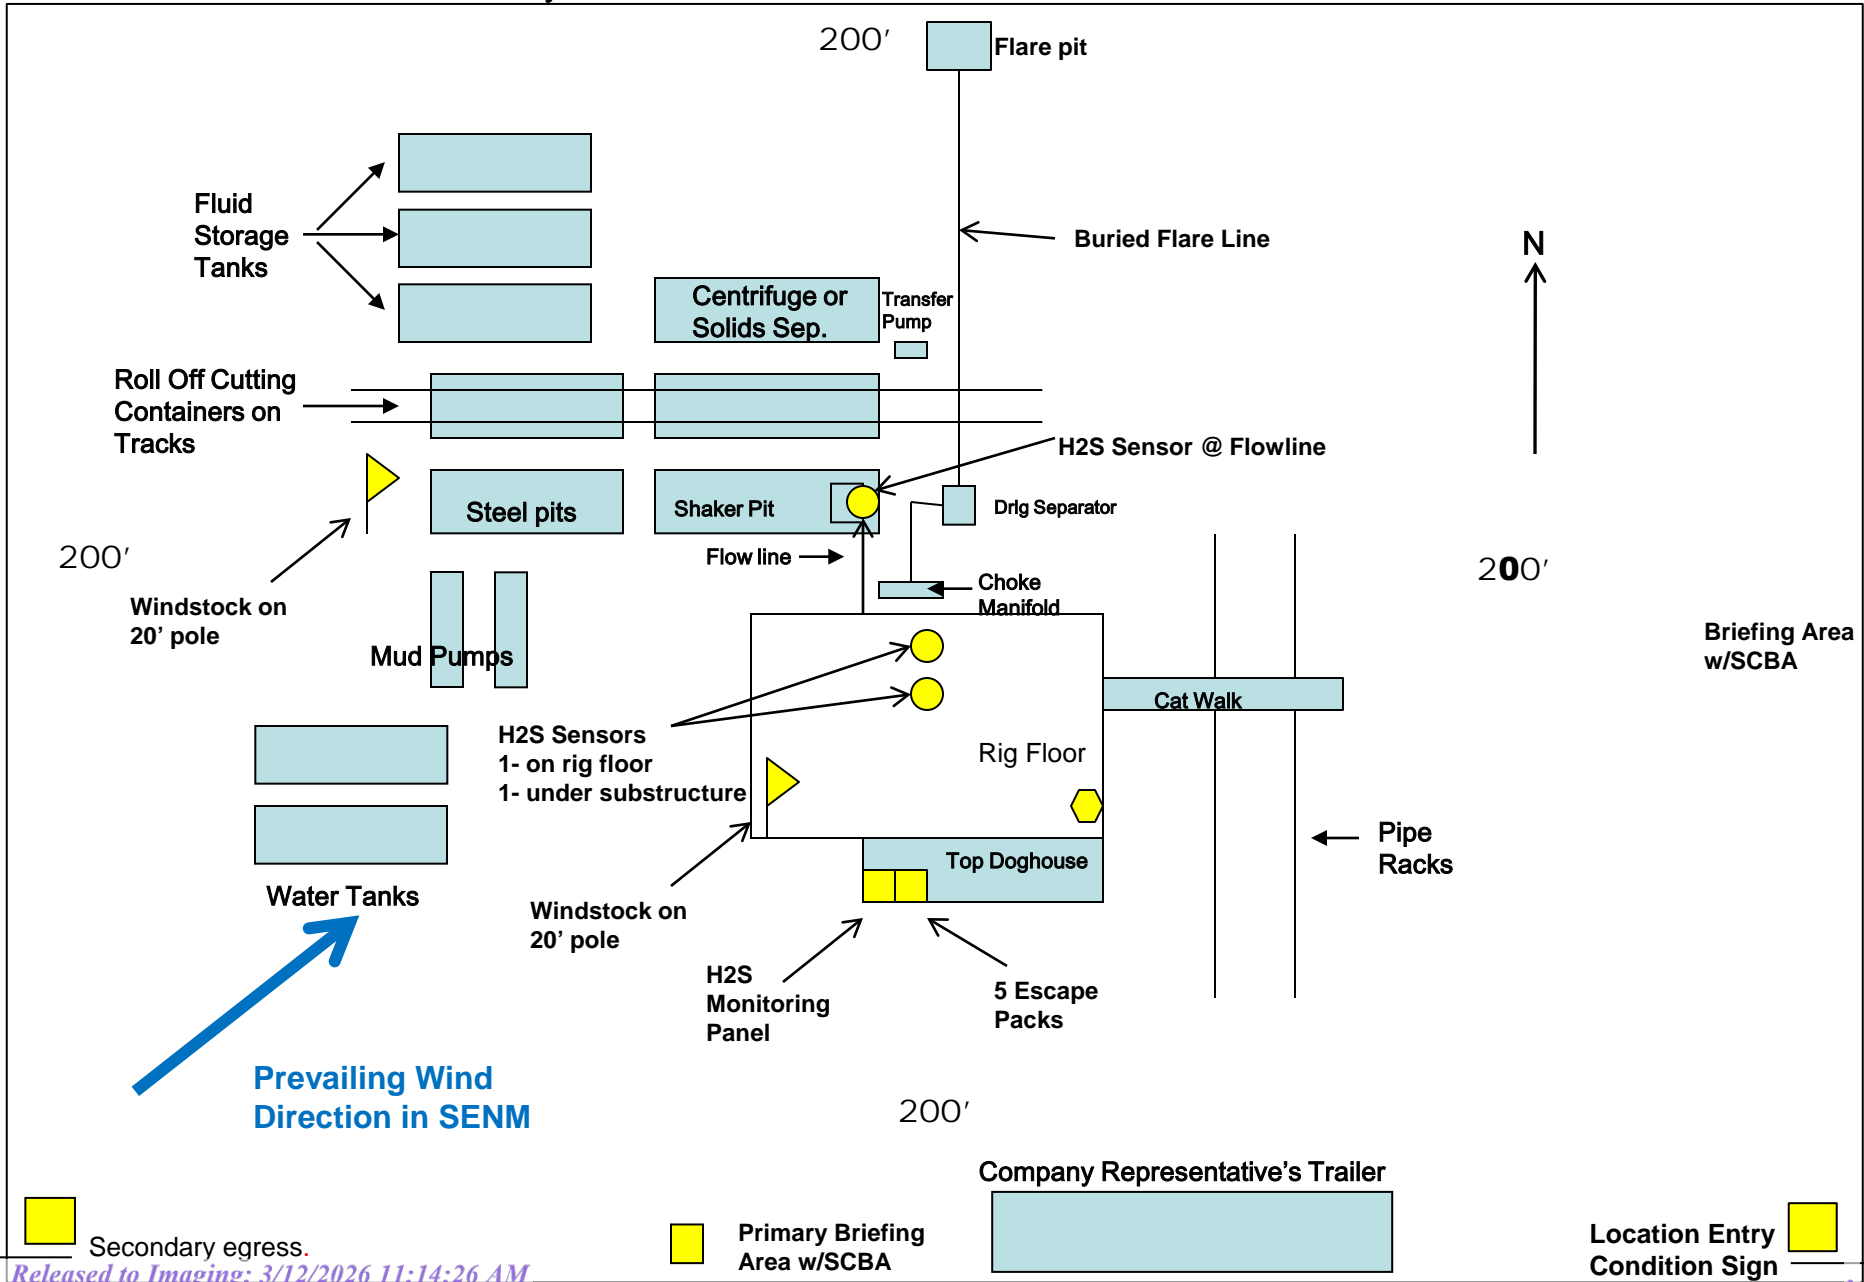 200'
Flare pit
Fluid
Storage
Tanks
Buried Flare Line
N
Centrifuge or
Solids Sep.
Transfer
Pump
Roll Off Cutting
Containers on
Tracks
H2S Sensor @ Flowline
Steel pits
Shaker Pit
Drlg Separator
200'
Flow line
200'
Windstock on
20’ pole
Choke
Manifold
Briefing Area
w/SCBA
Mud Pumps
Cat Walk
H2S Sensors
1- on rig floor
1- under substructure
Rig Floor
Pipe
Racks
Top Doghouse
Water Tanks
Windstock on
20’ pole
H2S
Monitoring
Panel
5 Escape
Packs
Prevailing Wind
Direction in SENM
200'
Company Representative’s Trailer
Secondary egress.
Primary Briefing
Area w/SCBA
Location Entry
Condition Sign
Released to Imaging: 3/12/2026 11:14:26 AM